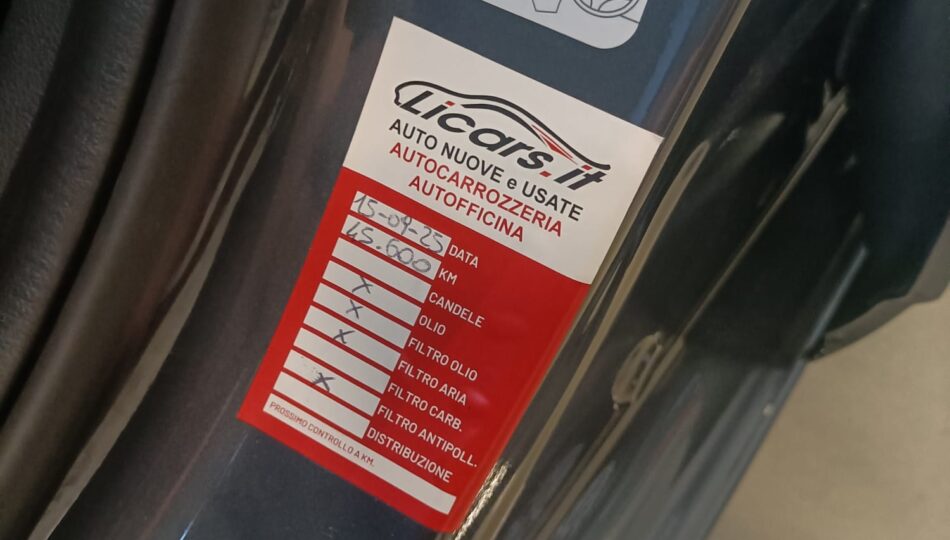 Licars.it
AUTO NUOVE e USATE
AUTOCARROZZERIA
AUTOFFICINA
15-09-25 DATA
45.600 KM
CANDELE
X OLIO
X FILTRO OLIO
X FILTRO ARIA
FILTRO CARB.
X FILTRO ANTIPOLL.
DISTRIBUZIONE
PROSSIMO CONTROLLO A KM.